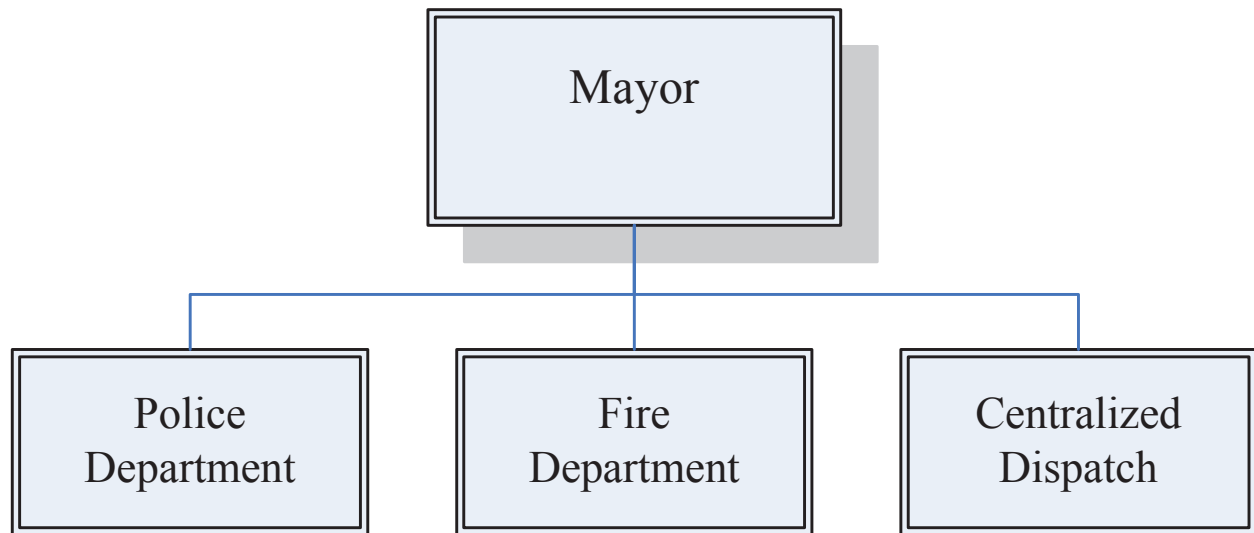 Mayor
Police
Department
Fire
Department
Centralized
Dispatch